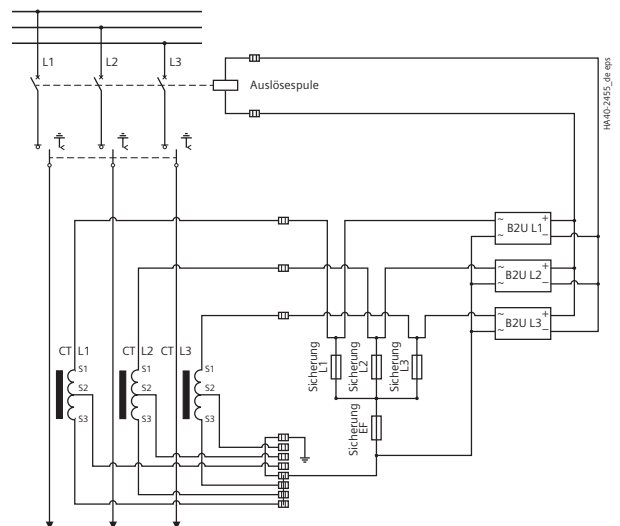 L1
L2
L3
Auslösespule
HA40-2455_de eps
B2U L1
~
~
+
−
B2U L2
~
~
+
−
B2U L3
~
~
+
−
CT L1
CT L2
CT L3
S1
S2
S3
S1
S2
S3
S1
S2
S3
Sicherung
L1
Sicherung
L2
Sicherung
L3
Sicherung
EF